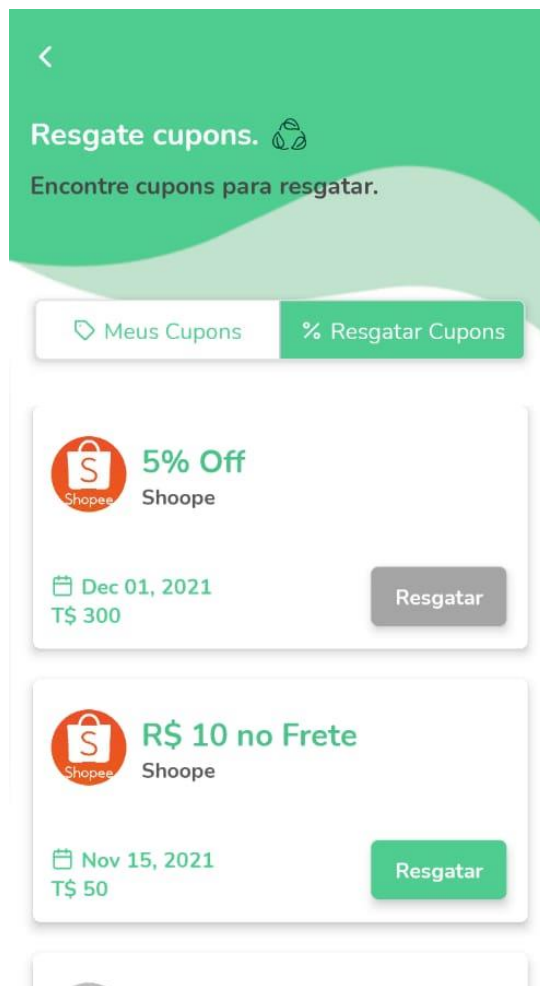 Resgate cupons.
Encontre cupons para resgatar.
Meus Cupons
% Resgatar Cupons
S
Shopee
5% Off
Shoope
Dec 01, 2021
T$ 300
Resgatar
S
Shopee
R$ 10 no Frete
Shoope
Nov 15, 2021
T$ 50
Resgatar